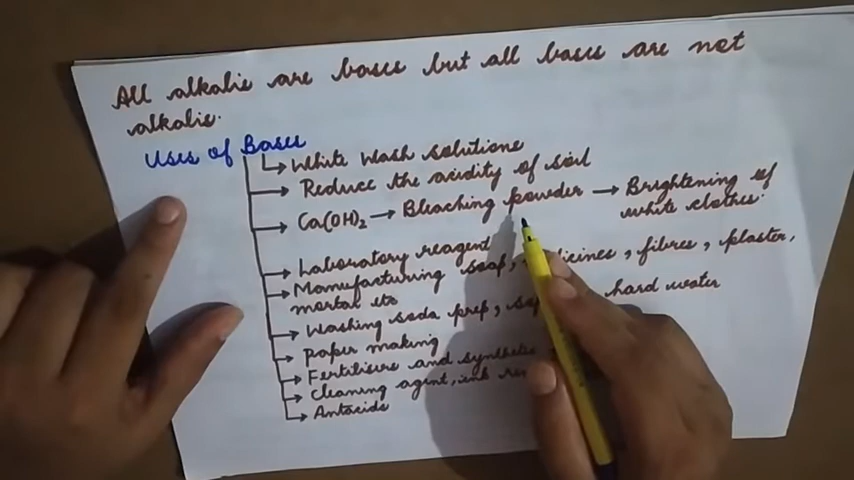 All alkalis are bases but all bases are not
alkalis.
Uses of Bases
White Wash solutions
Reduce the acidity of soil
Ca(OH)₂ → Bleaching powder → Brightening of
white clothes.
Laboratory reagent
Manufacturing soap, medicines, fibres, plaster,
mortar etc
Washing soda prep, hard water
Paper making
Fertilisers and synthetic
Cleaning agent, ink
Antacids